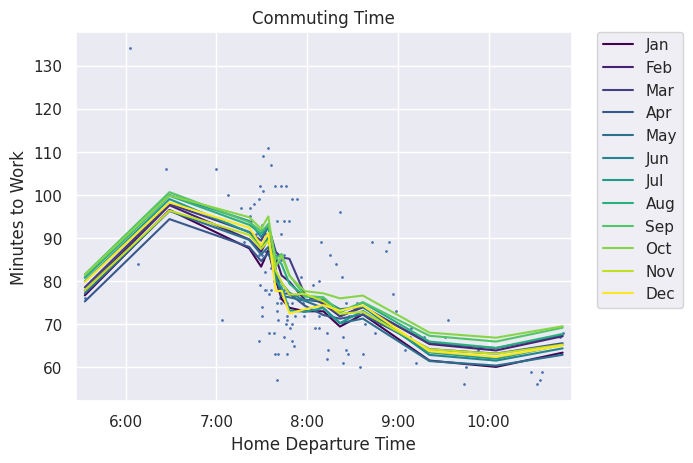 Commuting Time
Minutes to Work
130
120
110
100
90
80
70
60
6:00
7:00
8:00
9:00
10:00
Home Departure Time
Jan
Feb
Mar
Apr
May
Jun
Jul
Aug
Sep
Oct
Nov
Dec